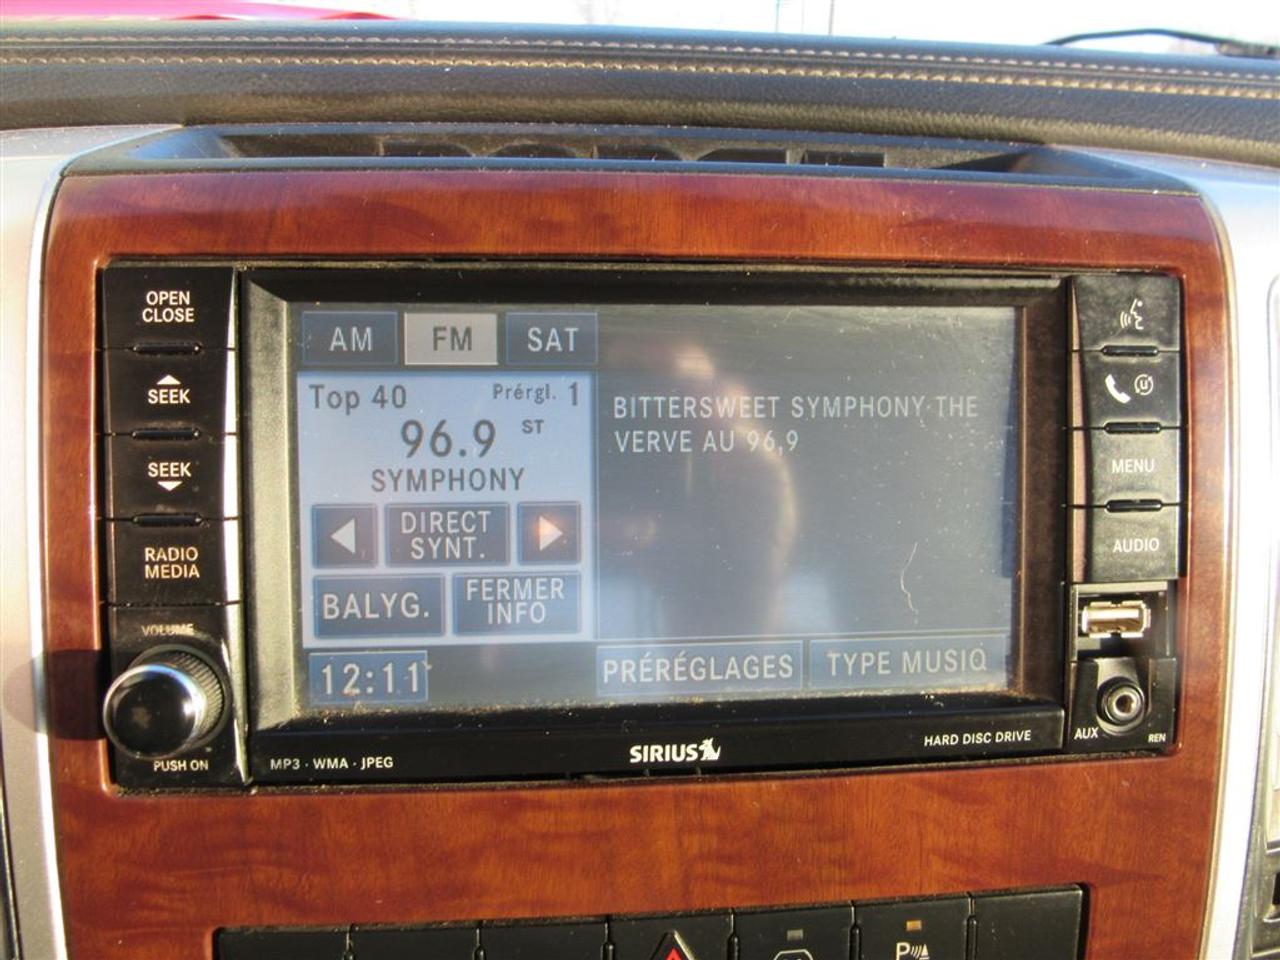 OPEN
CLOSE
SEEK
SEEK
RADIO
MEDIA
VOLUME
PUSH ON
AM
FM
SAT
Top 40
Prérgl. 1
96.9 ST
SYMPHONY
DIRECT
SYNT.
BALYG.
FERMER
INFO
12:11
BITTERSWEET SYMPHONY·THE
VERVE AU 96,9
PRÉRÉGLAGES
TYPE MUSIQ
MENU
AUDIO
AUX
REN
MP3 · WMA · JPEG
SIRIUS
HARD DISC DRIVE
P